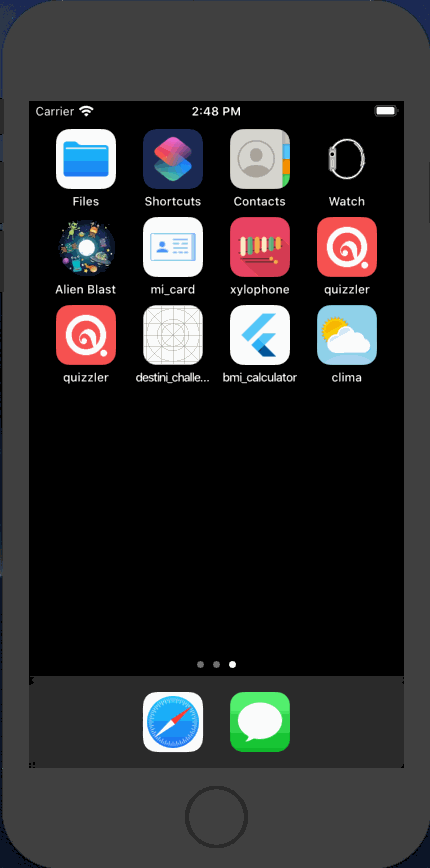 Carrier 2:48 PM
Files Shortcuts Contacts Watch
Alien Blast mi_card xylophone quizzler
quizzler destini_challe... bmi_calculator clima